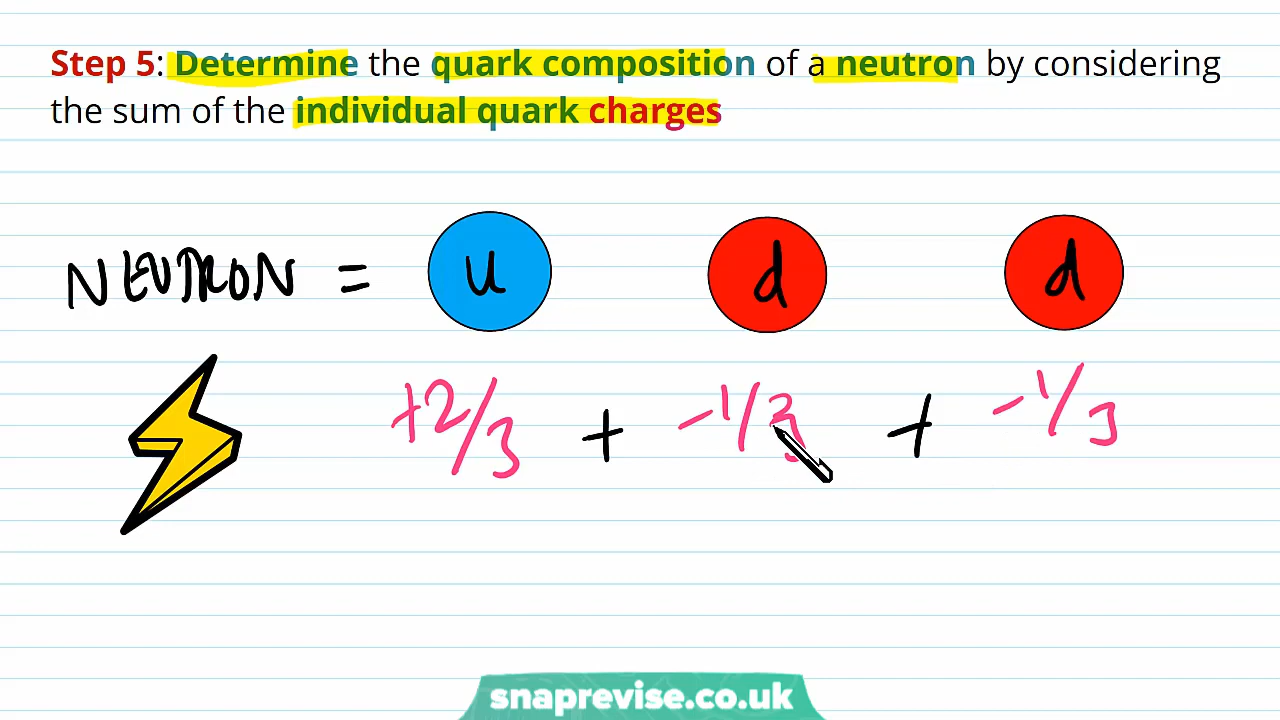 Step 5: Determine the quark composition of a neutron by considering
the sum of the individual quark charges
NEUTRON = u d d
+2/3 + -1/3 + -1/3
snaprevise.co.uk